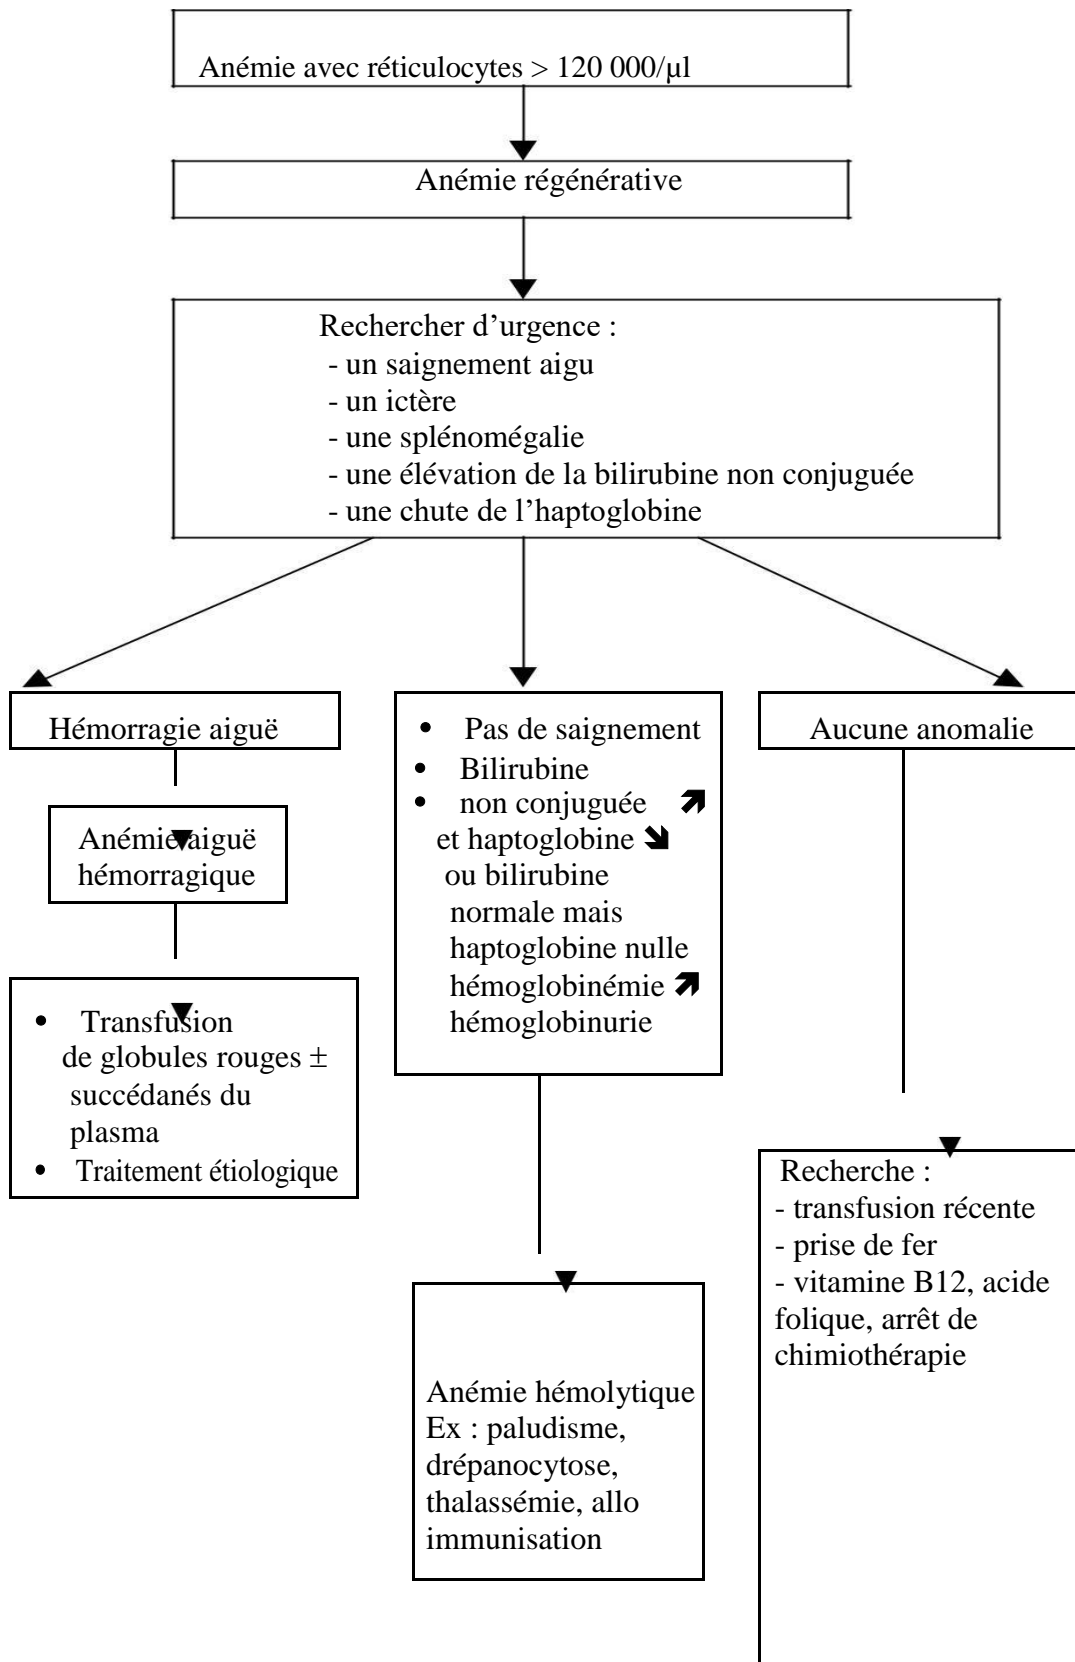 Anémie avec réticulocytes > 120 000/µl
Anémie régénérative
Rechercher d’urgence :
- un saignement aigu
- un ictère
- une splénomégalie
- une élévation de la bilirubine non conjuguée
- une chute de l’haptoglobine
Hémorragie aiguë
Anémie aiguë
hémorragique
• Transfusion
de globules rouges ±
succédanés du
plasma
• Traitement étiologique
• Pas de saignement
• Bilirubine
• non conjuguée ↗
et haptoglobine ↘
ou bilirubine
normale mais
haptoglobine nulle
hémoglobinémie ↗
hémoglobinurie
Anémie hémolytique
Ex : paludisme,
drépanocytose,
thalassémie, allo
immunisation
Aucune anomalie
Recherche :
- transfusion récente
- prise de fer
- vitamine B12, acide
folique, arrêt de
chimiothérapie